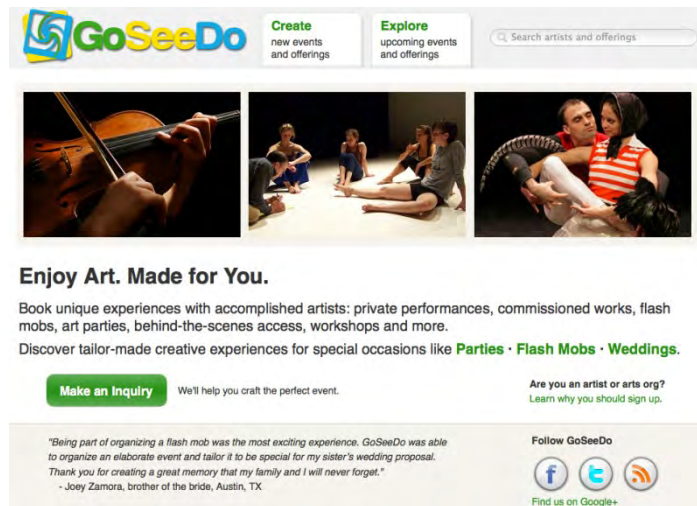 GoSeeDo
Create
new events
and offerings
Explore
upcoming events
and offerings
Search artists and offerings
Enjoy Art. Made for You.
Book unique experiences with accomplished artists: private performances, commissioned works, flash
mobs, art parties, behind-the-scenes access, workshops and more.
Discover tailor-made creative experiences for special occasions like Parties · Flash Mobs · Weddings.
Make an Inquiry
We'll help you craft the perfect event.
Are you an artist or arts org?
Learn why you should sign up.
"Being part of organizing a flash mob was the most exciting experience. GoSeeDo was able
to organize an elaborate event and tailor it to be special for my sister's wedding proposal.
Thank you for creating a great memory that my family and I will never forget."
- Joey Zamora, brother of the bride, Austin, TX
Follow GoSeeDo
f t
Find us on Google+